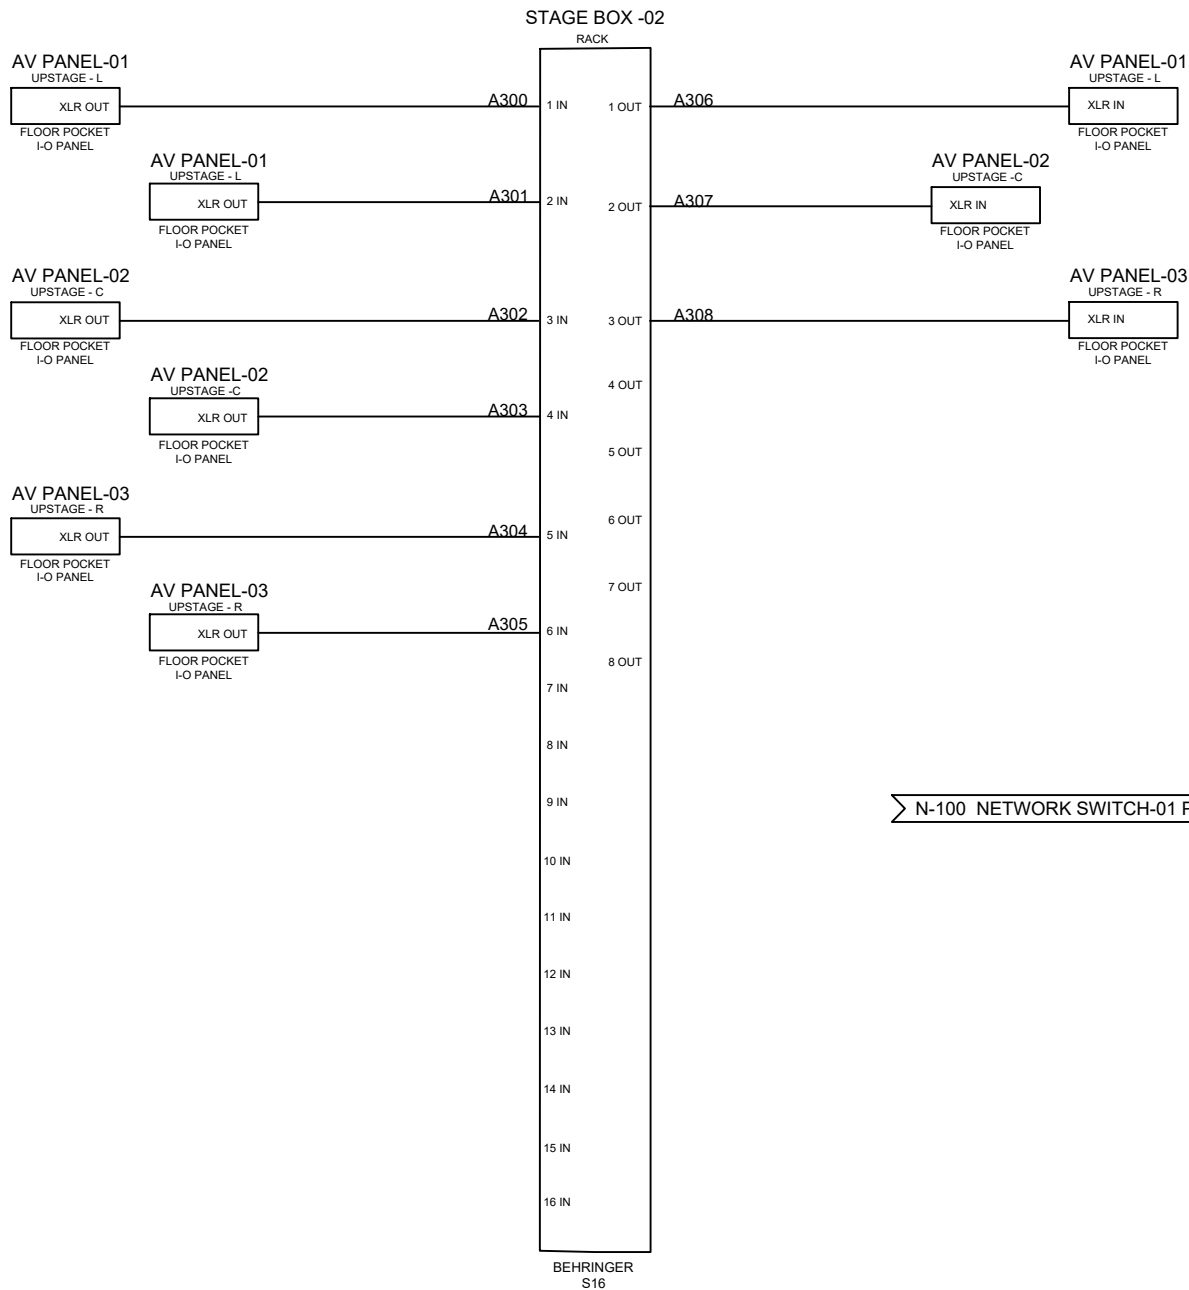 STAGE BOX -02
RACK
AV PANEL-01
UPSTAGE - L
XLR OUT
FLOOR POCKET
I-O PANEL
A300
1 IN
1 OUT
A306
AV PANEL-01
UPSTAGE - L
XLR IN
FLOOR POCKET
I-O PANEL
AV PANEL-01
UPSTAGE - L
XLR OUT
FLOOR POCKET
I-O PANEL
A301
2 IN
2 OUT
A307
AV PANEL-02
UPSTAGE -C
XLR IN
FLOOR POCKET
I-O PANEL
AV PANEL-02
UPSTAGE - C
XLR OUT
FLOOR POCKET
I-O PANEL
A302
3 IN
3 OUT
A308
AV PANEL-03
UPSTAGE - R
XLR IN
FLOOR POCKET
I-O PANEL
AV PANEL-02
UPSTAGE -C
XLR OUT
FLOOR POCKET
I-O PANEL
A303
4 IN
4 OUT
5 OUT
AV PANEL-03
UPSTAGE - R
XLR OUT
FLOOR POCKET
I-O PANEL
A304
5 IN
6 OUT
7 OUT
AV PANEL-03
UPSTAGE - R
XLR OUT
FLOOR POCKET
I-O PANEL
A305
6 IN
8 OUT
7 IN
8 IN
9 IN
N-100 NETWORK SWITCH-01
10 IN
11 IN
12 IN
13 IN
14 IN
15 IN
16 IN
BEHRINGER
S16